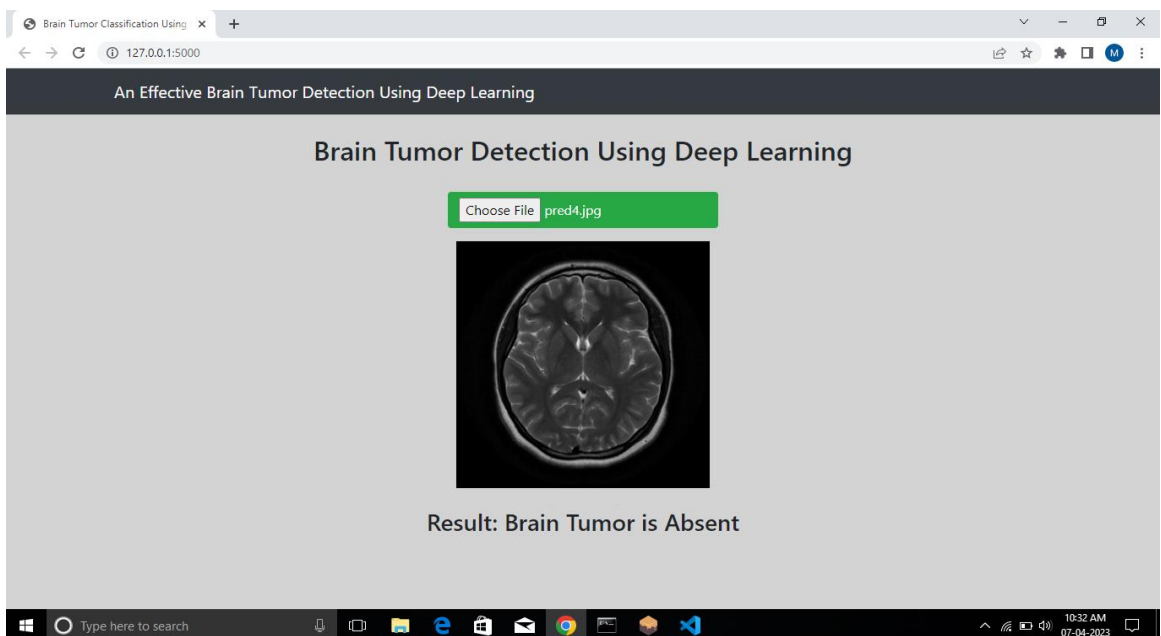 Brain Tumor Classification Using
127.0.0.1:5000
M
An Effective Brain Tumor Detection Using Deep Learning
Brain Tumor Detection Using Deep Learning
Choose File pred4.jpg
Result: Brain Tumor is Absent
Type here to search
10:32 AM
07-04-2023